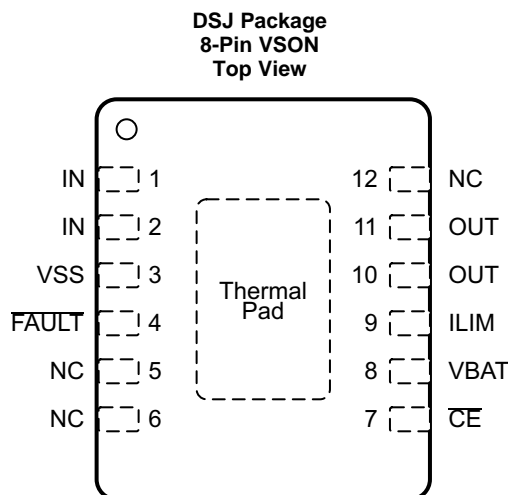 DSJ Package
8-Pin VSON
Top View
IN 1 12 NC
IN 2 11 OUT
VSS 3 10 OUT
FAULT 4 9 ILIM
NC 5 8 VBAT
NC 6 7 CE
Thermal
Pad